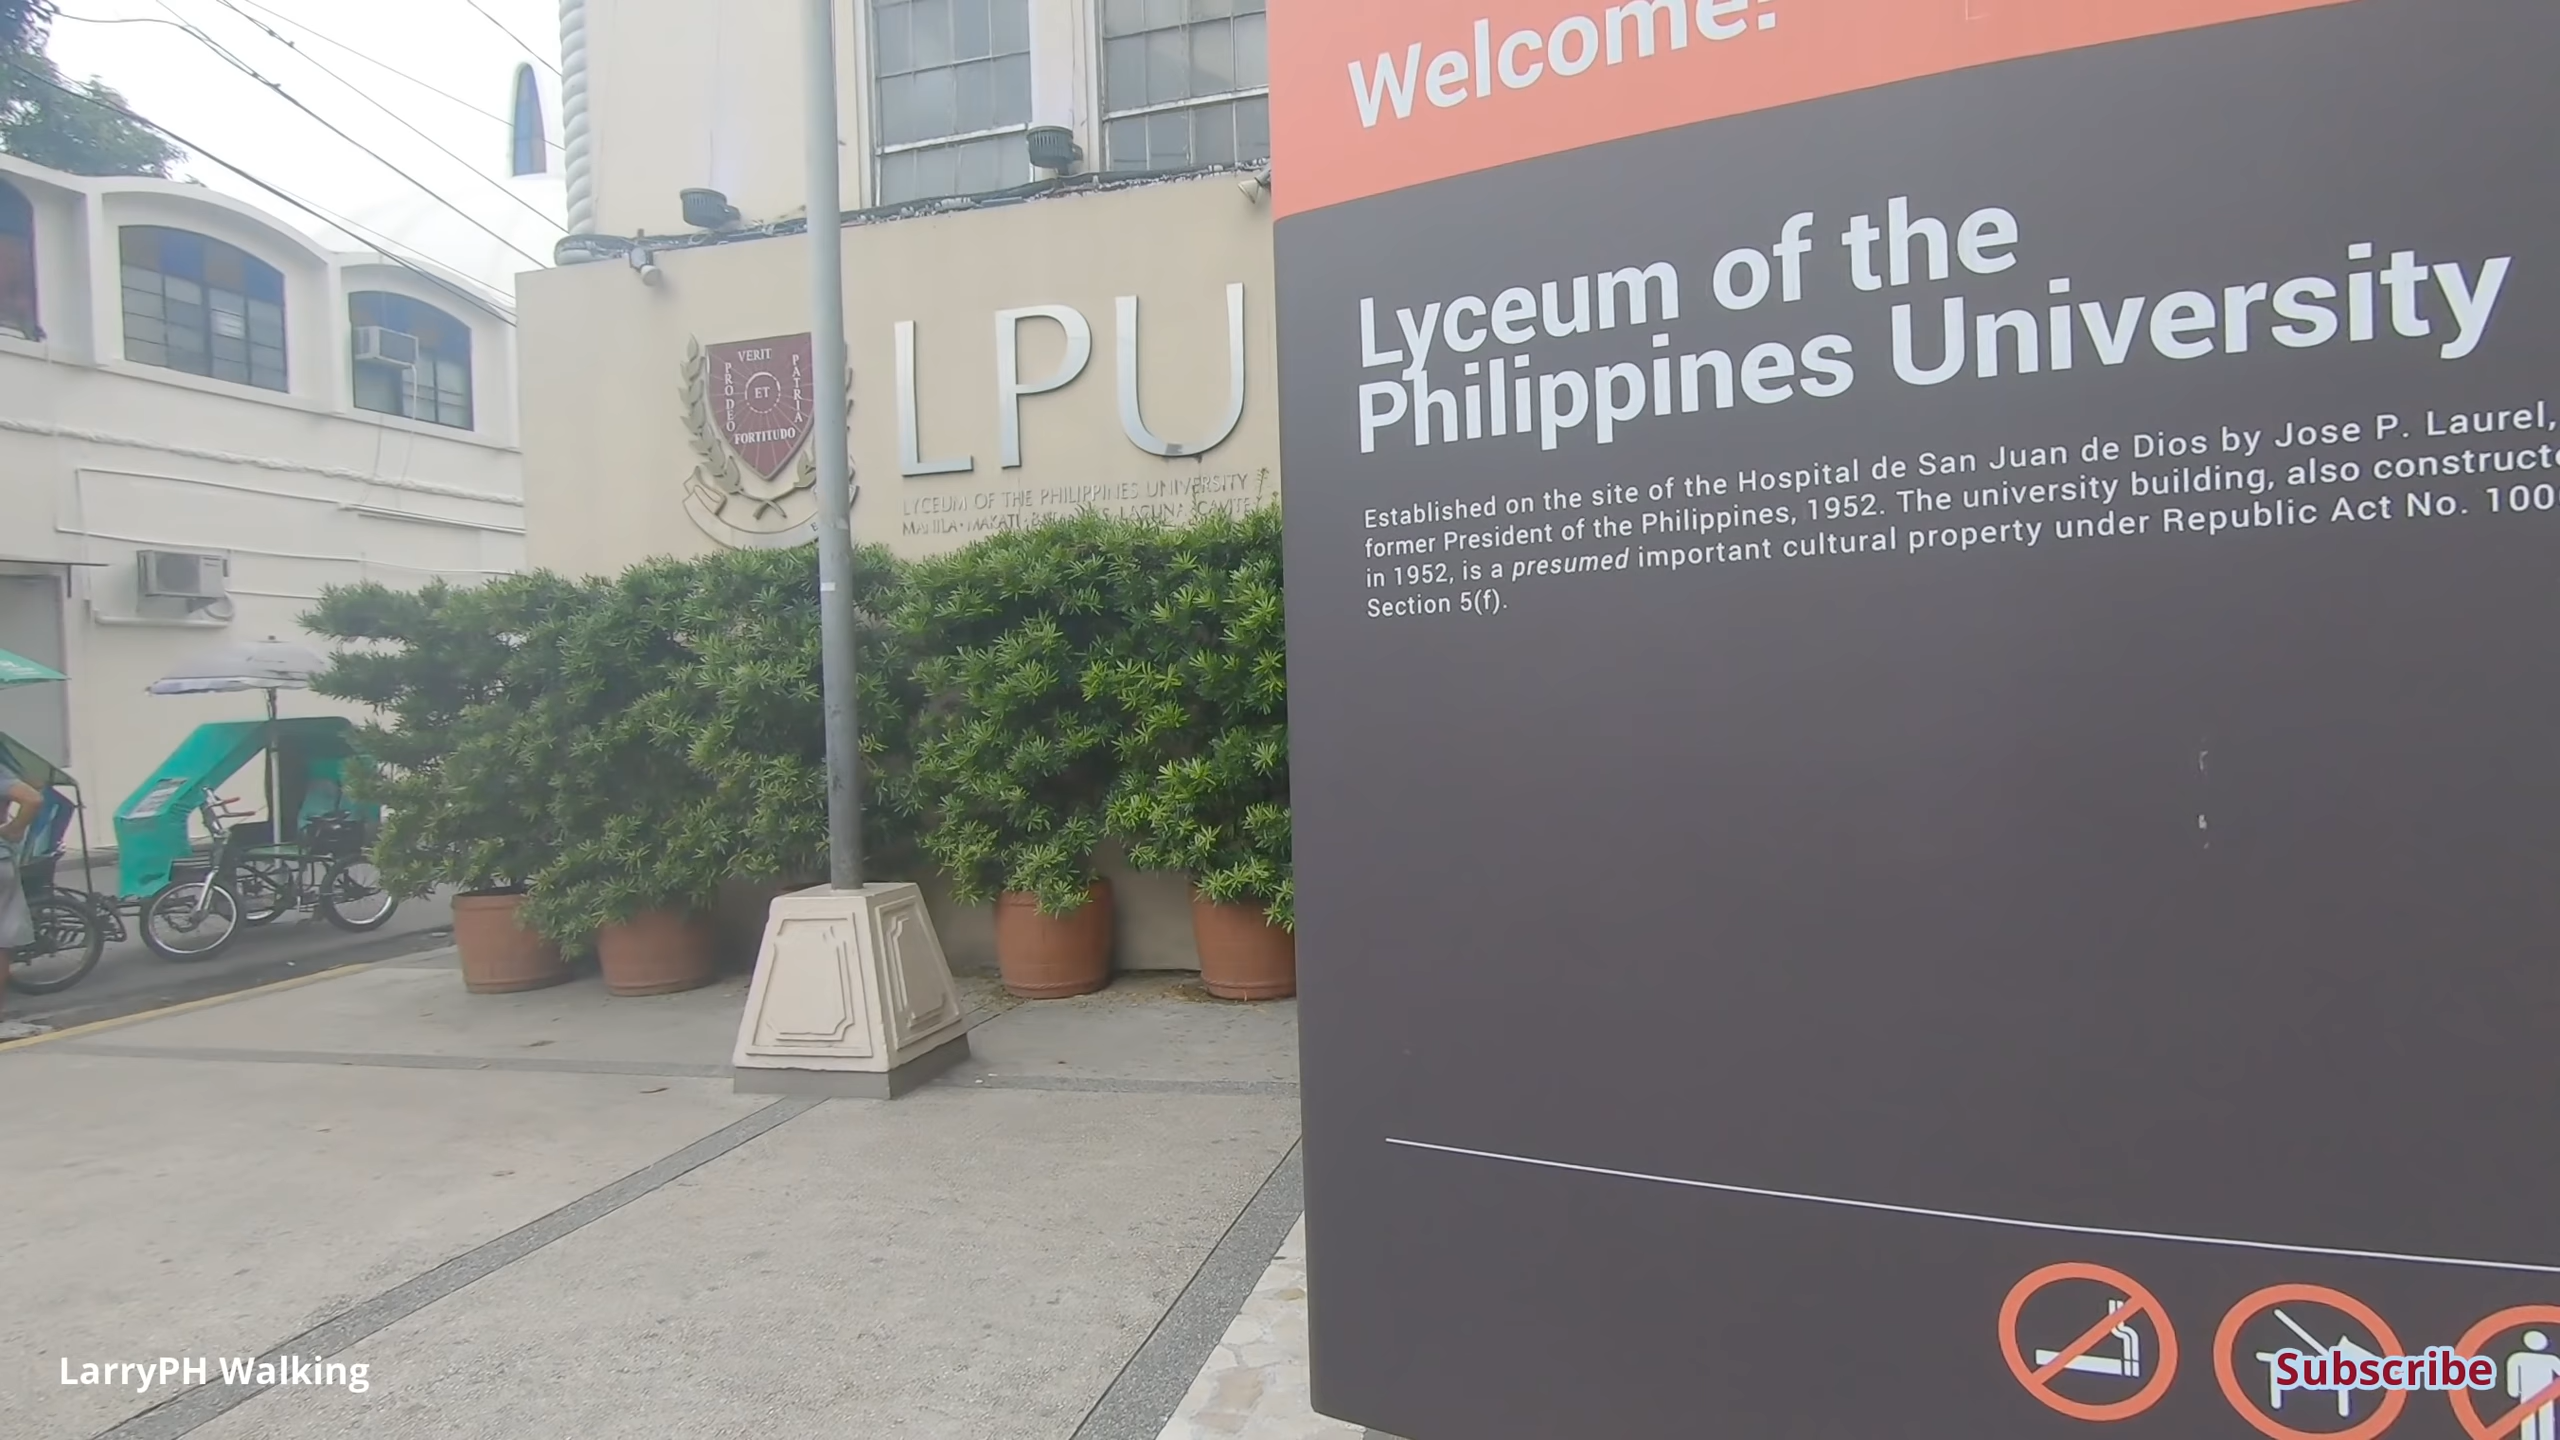 Welcome!
Lyceum of the
Philippines University
Established on the site of the Hospital de San Juan de Dios by Jose P. Laurel,
former President of the Philippines, 1952. The university building, also
in 1952, is a presumed important cultural property under Republic Act No.
Section 5(f).
VERIT
PRO DEO
ET
PATRIA
FORTITUDO
LPU
LYCEUM OF THE PHILIPPINES UNIVERSITY
MANILA • MAKATI • BATANGAS • LAGUNA • CAVITE
LarryPH Walking
Subscribe